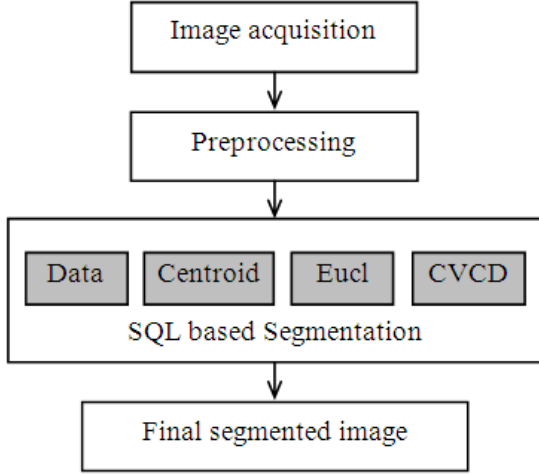 Image acquisition
Preprocessing
Data Centroid Eucl CVCD
SQL based Segmentation
Final segmented image